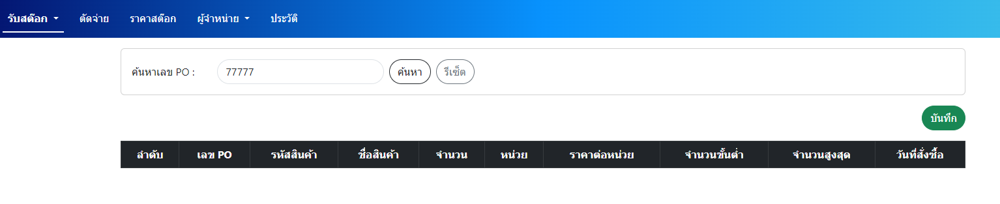 รับสต๊อก ตัดจ่าย ราคาสต๊อก ผู้จำหน่าย ประวัติ
ค้นหาเลข PO : 77777 ค้นหา รีเซ็ต
บันทึก
ลำดับ เลข PO รหัสสินค้า ชื่อสินค้า จำนวน หน่วย ราคาต่อหน่วย จำนวนขั้นต่ำ จำนวนสูงสุด วันที่สั่งซื้อ